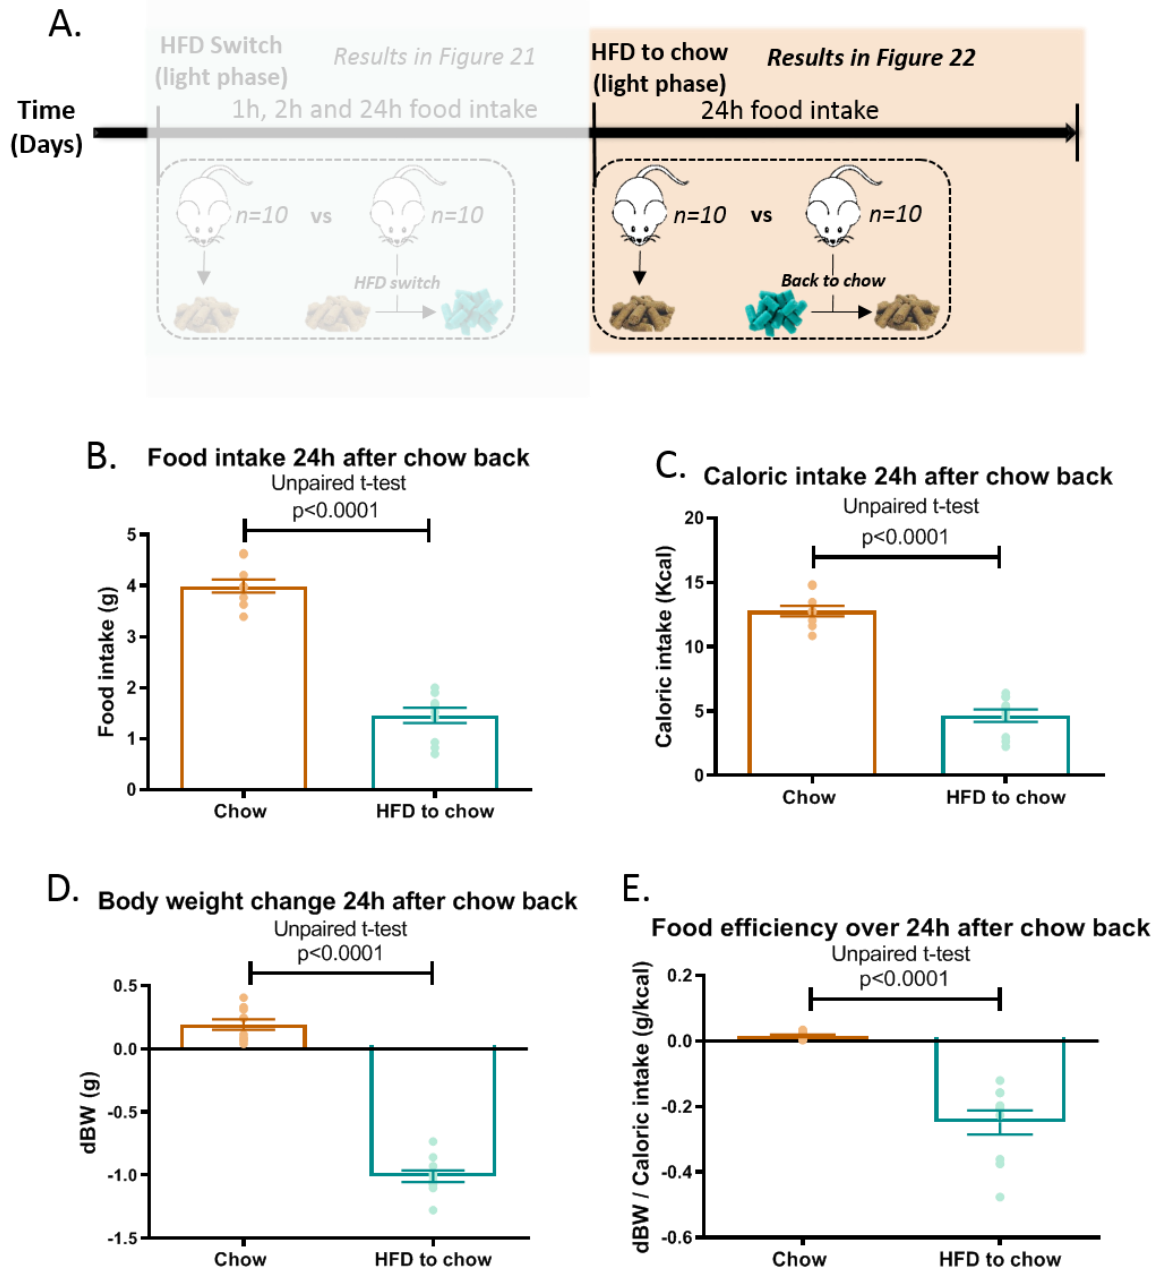 A.
HFD Switch
(light phase)
Results in Figure 21
1h, 2h and 24h food intake
HFD to chow
(light phase)
Results in Figure 22
24h food intake
Time
(Days)
n=10 vs n=10
HFD switch
n=10 vs n=10
Back to chow
B.
Food intake 24h after chow back
Unpaired t-test
p<0.0001
Food intake (g)
5
4
3
2
1
0
Chow
HFD to chow
C.
Caloric intake 24h after chow back
Unpaired t-test
p<0.0001
Caloric intake (Kcal)
20
15
10
5
0
Chow
HFD to chow
D.
Body weight change 24h after chow back
Unpaired t-test
p<0.0001
dBW (g)
0.5
0.0
-0.5
-1.0
-1.5
Chow
HFD to chow
E.
Food efficiency over 24h after chow back
Unpaired t-test
p<0.0001
dBW / Caloric intake (g/kcal)
0.2
0.0
-0.2
-0.4
-0.6
Chow
HFD to chow